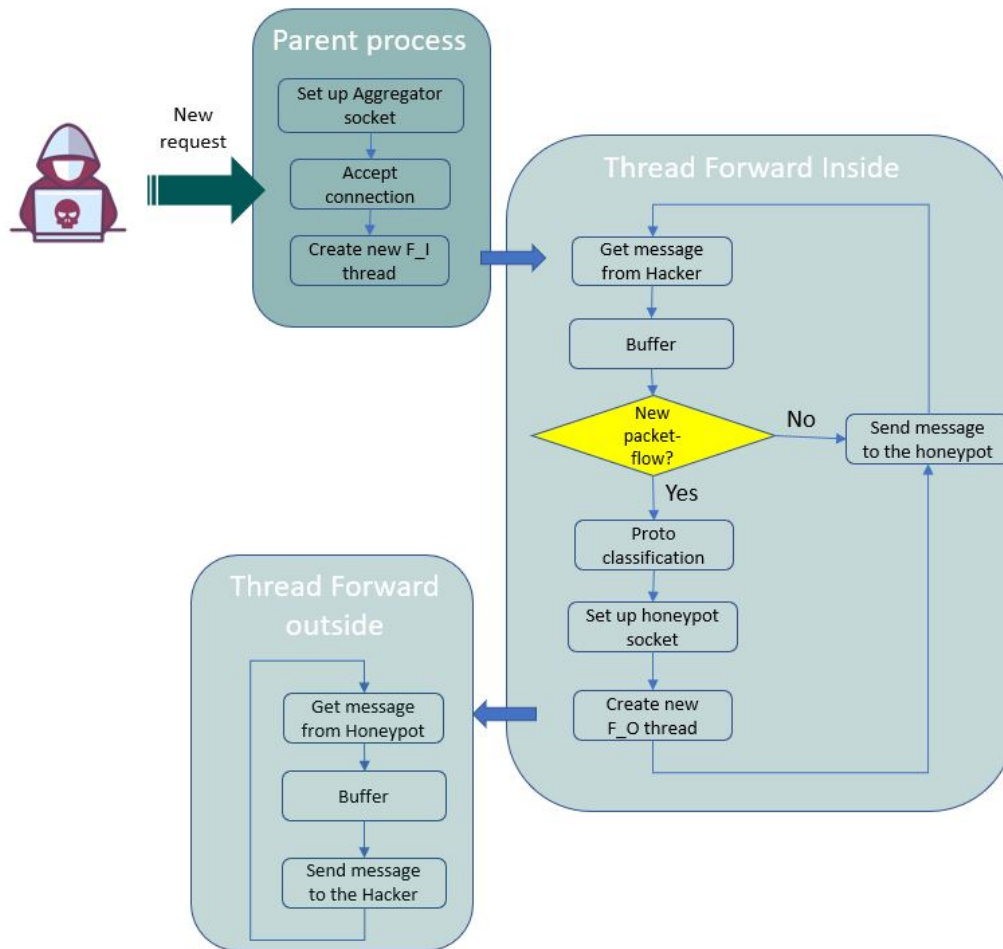 Parent process
Set up Aggregator
socket
New
request
Accept
connection
Create new F_I
thread
Thread Forward Inside
Get message
from Hacker
Buffer
New
packet-
flow?
No
Send message
to the honeypot
Yes
Proto
classification
Set up honeypot
socket
Create new
F_O thread
Thread Forward
outside
Get message
from Honeypot
Buffer
Send message
to the Hacker